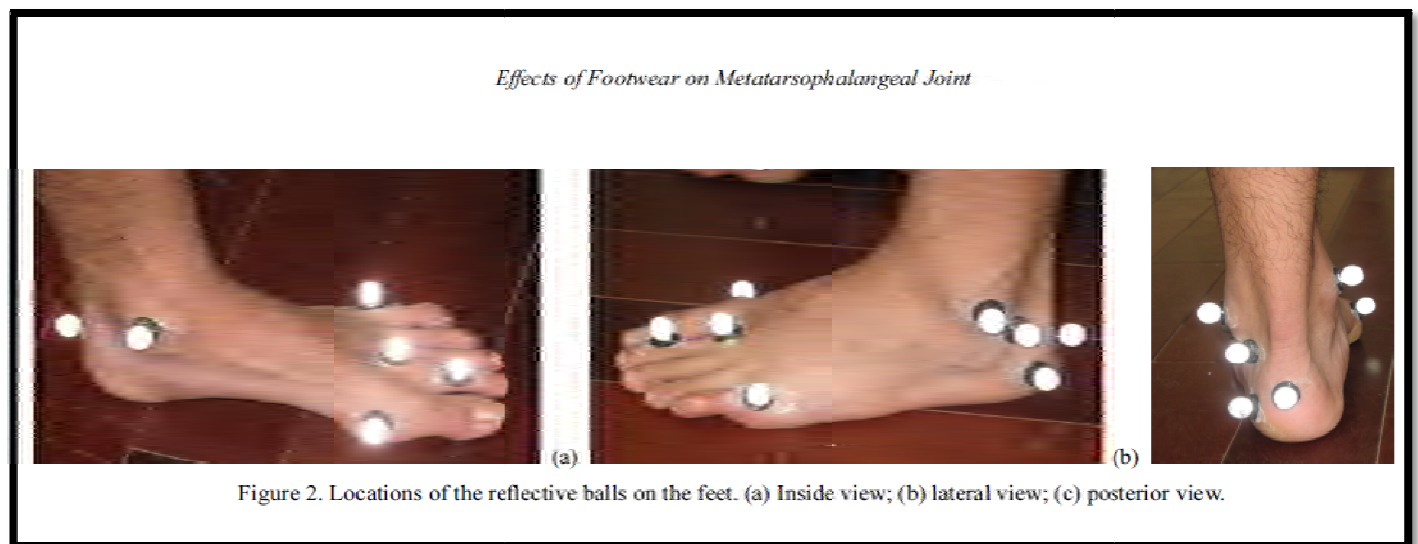 Effects of Footwear on Metatarsophalangeal Joint
(a)
(b)
Figure 2. Locations of the reflective balls on the feet. (a) Inside view; (b) lateral view; (c) posterior view.